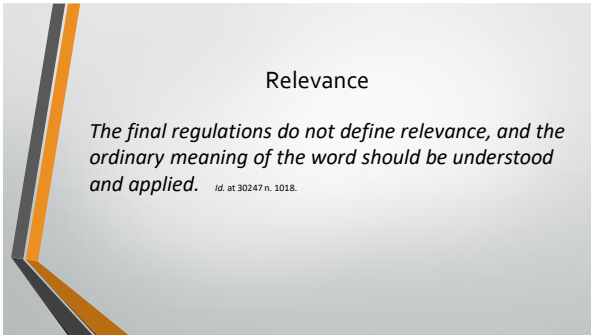 Relevance
The final regulations do not define relevance, and the
ordinary meaning of the word should be understood
and applied. Id. at 30247 n. 1018.